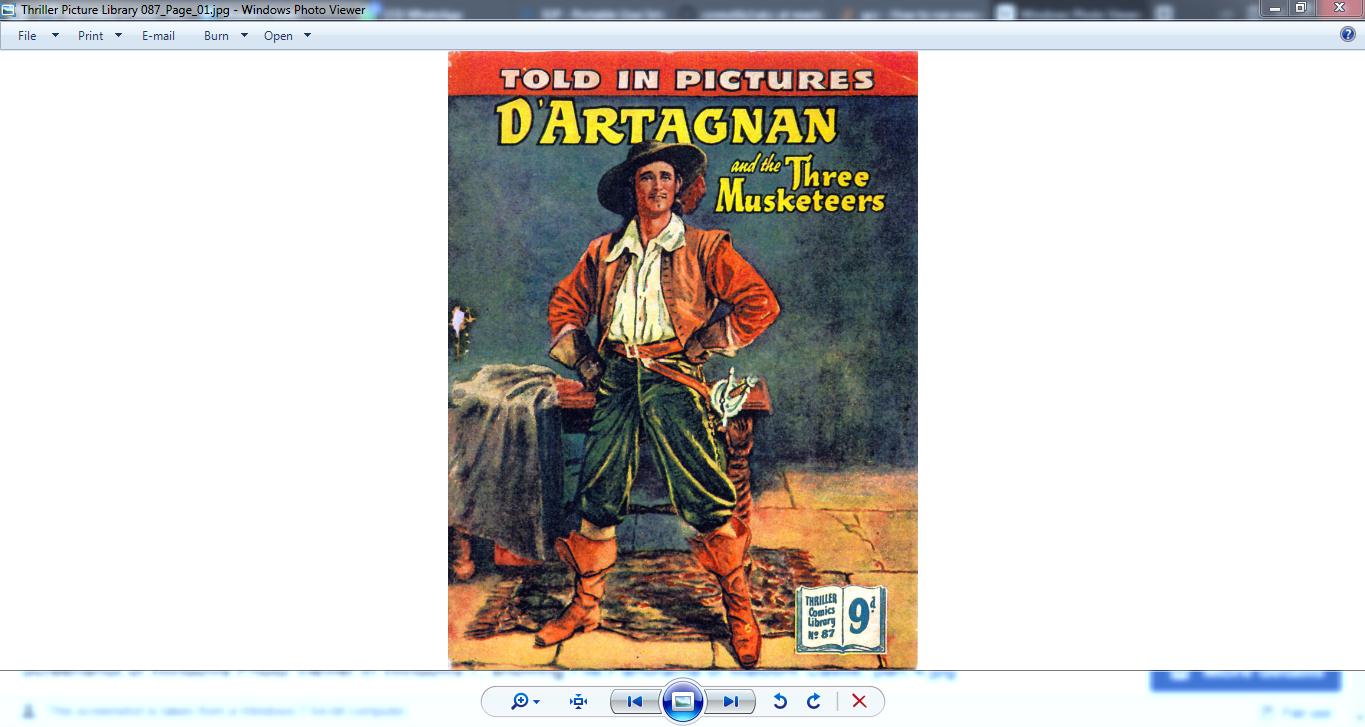 Thriller Picture Library 087_Page_01.jpg - Windows Photo Viewer
File Print E-mail Burn Open
TOLD IN PICTURES
D'ARTAGNAN
and the Three
Musketeers
THRILLER
Comics
Library
Nº 87
9d.